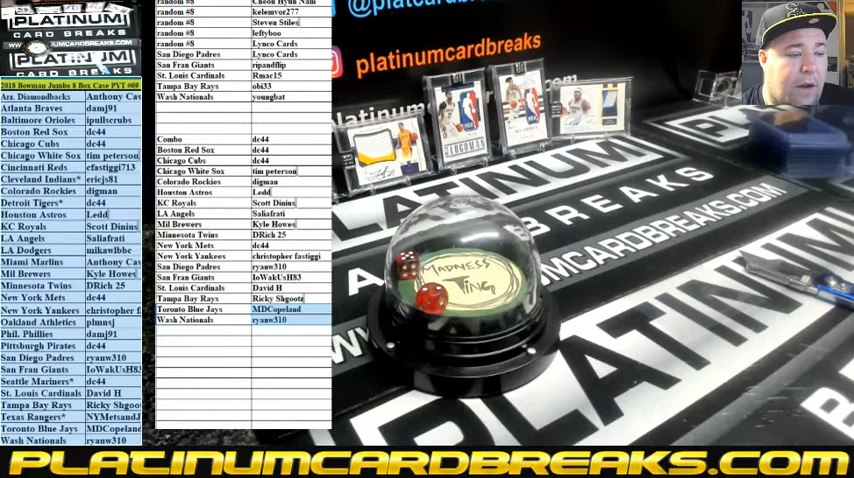 PLATINUM
CARD BREAKS
2018 Bowman Jumbo 8 Box Case PYT #69
Arz. Diamondbacks Anthony Cas
Atlanta Braves damj91
Baltimore Orioles ipullscrubs
Boston Red Sox dc44
Chicago Cubs dc44
Chicago White Sox tim peterson
Cincinnati Reds cfastiggi713
Cleveland Indians* ericjs81
Colorado Rockies digman
Detroit Tigers* dc44
Houston Astros Ledd
KC Royals Scott Dinius
LA Angels Saliafrati
LA Dodgers mikawlbbc
Miami Marlins Anthony Cas
Mil Brewers Kyle Howes
Minnesota Twins DRich 25
New York Mets dc44
New York Yankees christopher f
Oakland Athletics plmnsj
Phil. Phillies damj91
Pittsburgh Pirates dc44
San Diego Padres ryanw310
San Fran Giants IoWakUsH83
Seattle Mariners* dc44
St. Louis Cardinals David H
Tampa Bay Rays Ricky Shgoo
Texas Rangers* NYMetsandJ
Toronto Blue Jays MDCopeland
Wash Nationals ryanw310
random #8 Cheon Hyun Nam
random #8 kelemvor277
random #8 Steven Stiles
random #8 leftyboo
random #8 Lynco Cards
San Diego Padres Lynco Cards
San Fran Giants ripandflip
St. Louis Cardinals Rmac15
Tampa Bay Rays obi33
Wash Nationals youngbat
Combo dc44
Boston Red Sox dc44
Chicago Cubs dc44
Chicago White Sox tim peterson
Colorado Rockies digman
Houston Astros Ledd
KC Royals Scott Dinius
LA Angels Saliafrati
Mil Brewers Kyle Howes
Minnesota Twins DRich 25
New York Mets dc44
New York Yankees christopher fastiggi
San Diego Padres ryanw310
San Fran Giants IoWakUsH83
St. Louis Cardinals David H
Tampa Bay Rays Ricky Shgootz
Toronto Blue Jays MDCopeland
Wash Nationals ryanw310
@platcardbreaks
platinumcardbreaks
LOGOMAN
PLATINUM
BREAKS
WWW.PLATINUMCARDBREAKS.COM
MADNESS
TING
PLATINUM
PLATINUMCARDBREAKS.COM